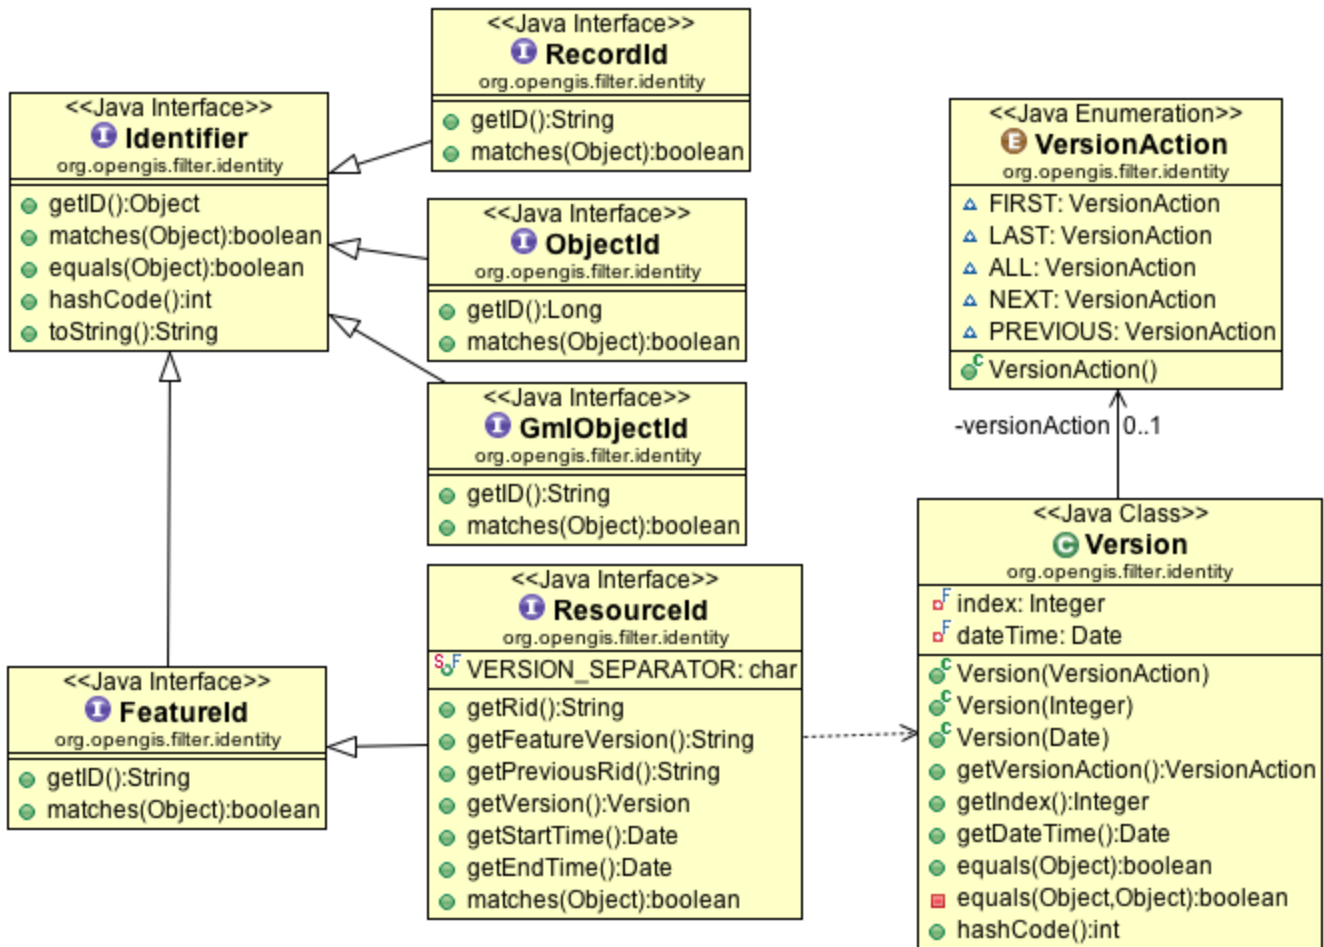 <<Java Interface>>
I RecordId
org.opengis.filter.identity
getID():String
matches(Object):boolean
<<Java Interface>>
I Identifier
org.opengis.filter.identity
getID():Object
matches(Object):boolean
equals(Object):boolean
hashCode():int
toString():String
<<Java Interface>>
I ObjectId
org.opengis.filter.identity
getID():Long
matches(Object):boolean
<<Java Interface>>
I GmlObjectId
org.opengis.filter.identity
getID():String
matches(Object):boolean
<<Java Enumeration>>
E VersionAction
org.opengis.filter.identity
FIRST: VersionAction
LAST: VersionAction
ALL: VersionAction
NEXT: VersionAction
PREVIOUS: VersionAction
C VersionAction()
-versionAction 0..1
<<Java Interface>>
I FeatureId
org.opengis.filter.identity
getID():String
matches(Object):boolean
<<Java Interface>>
I ResourceId
org.opengis.filter.identity
S F VERSION_SEPARATOR: char
getRid():String
getFeatureVersion():String
getPreviousRid():String
getVersion():Version
getStartTime():Date
getEndTime():Date
matches(Object):boolean
<<Java Class>>
C Version
org.opengis.filter.identity
F index: Integer
F dateTime: Date
C Version(VersionAction)
C Version(Integer)
C Version(Date)
getVersionAction():VersionAction
getIndex():Integer
getDateTime():Date
equals(Object):boolean
equals(Object,Object):boolean
hashCode():int